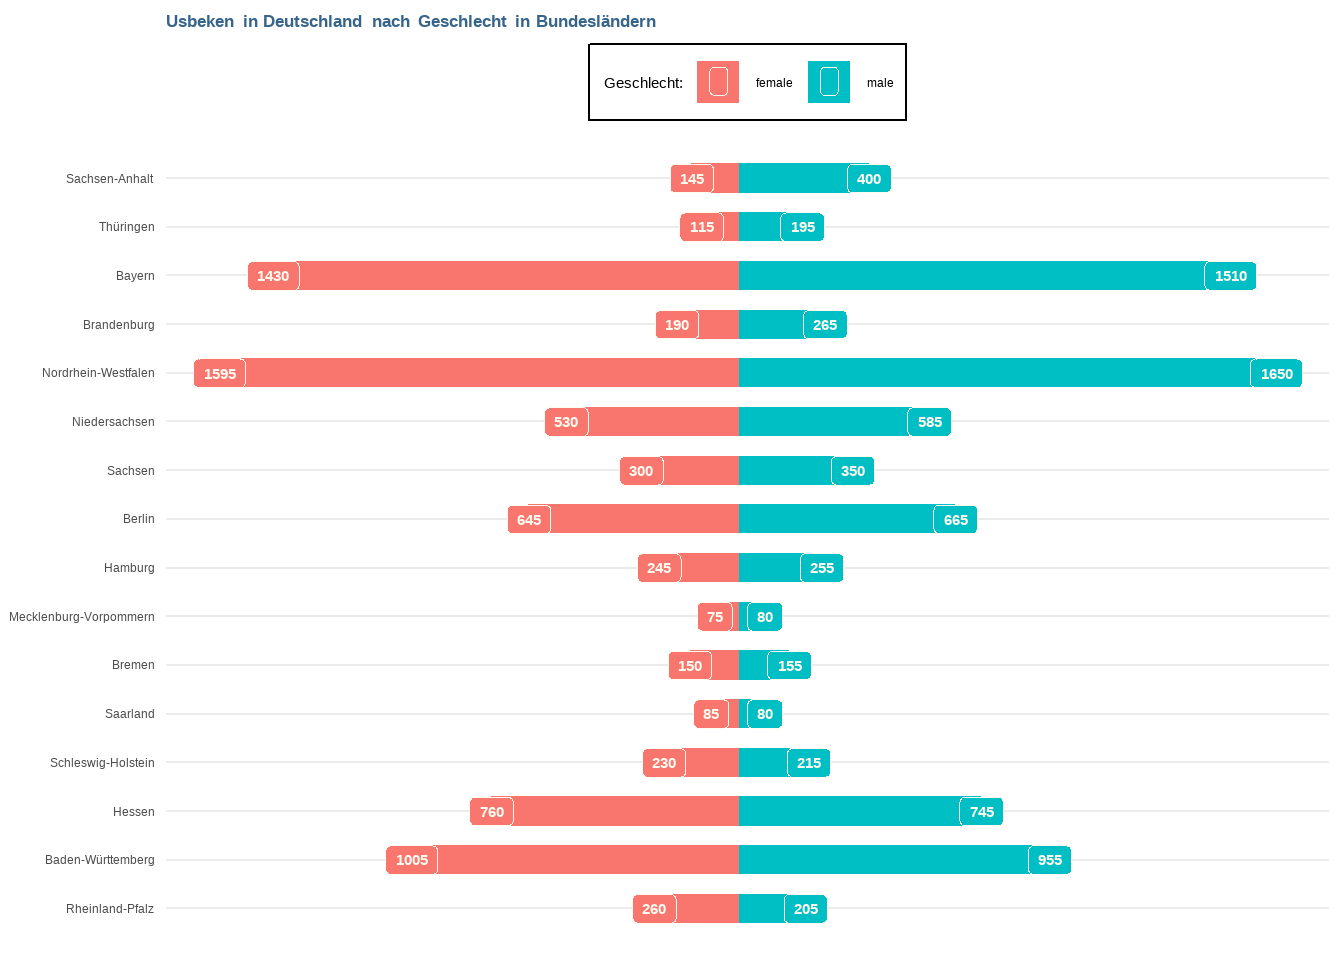 Usbeken in Deutschland nach Geschlecht in Bundesländern
Geschlecht: female male
Sachsen-Anhalt 145 400
Thüringen 115 195
Bayern 1430 1510
Brandenburg 190 265
Nordrhein-Westfalen 1595 1650
Niedersachsen 530 585
Sachsen 300 350
Berlin 645 665
Hamburg 245 255
Mecklenburg-Vorpommern 75 80
Bremen 150 155
Saarland 85 80
Schleswig-Holstein 230 215
Hessen 760 745
Baden-Württemberg 1005 955
Rheinland-Pfalz 260 205